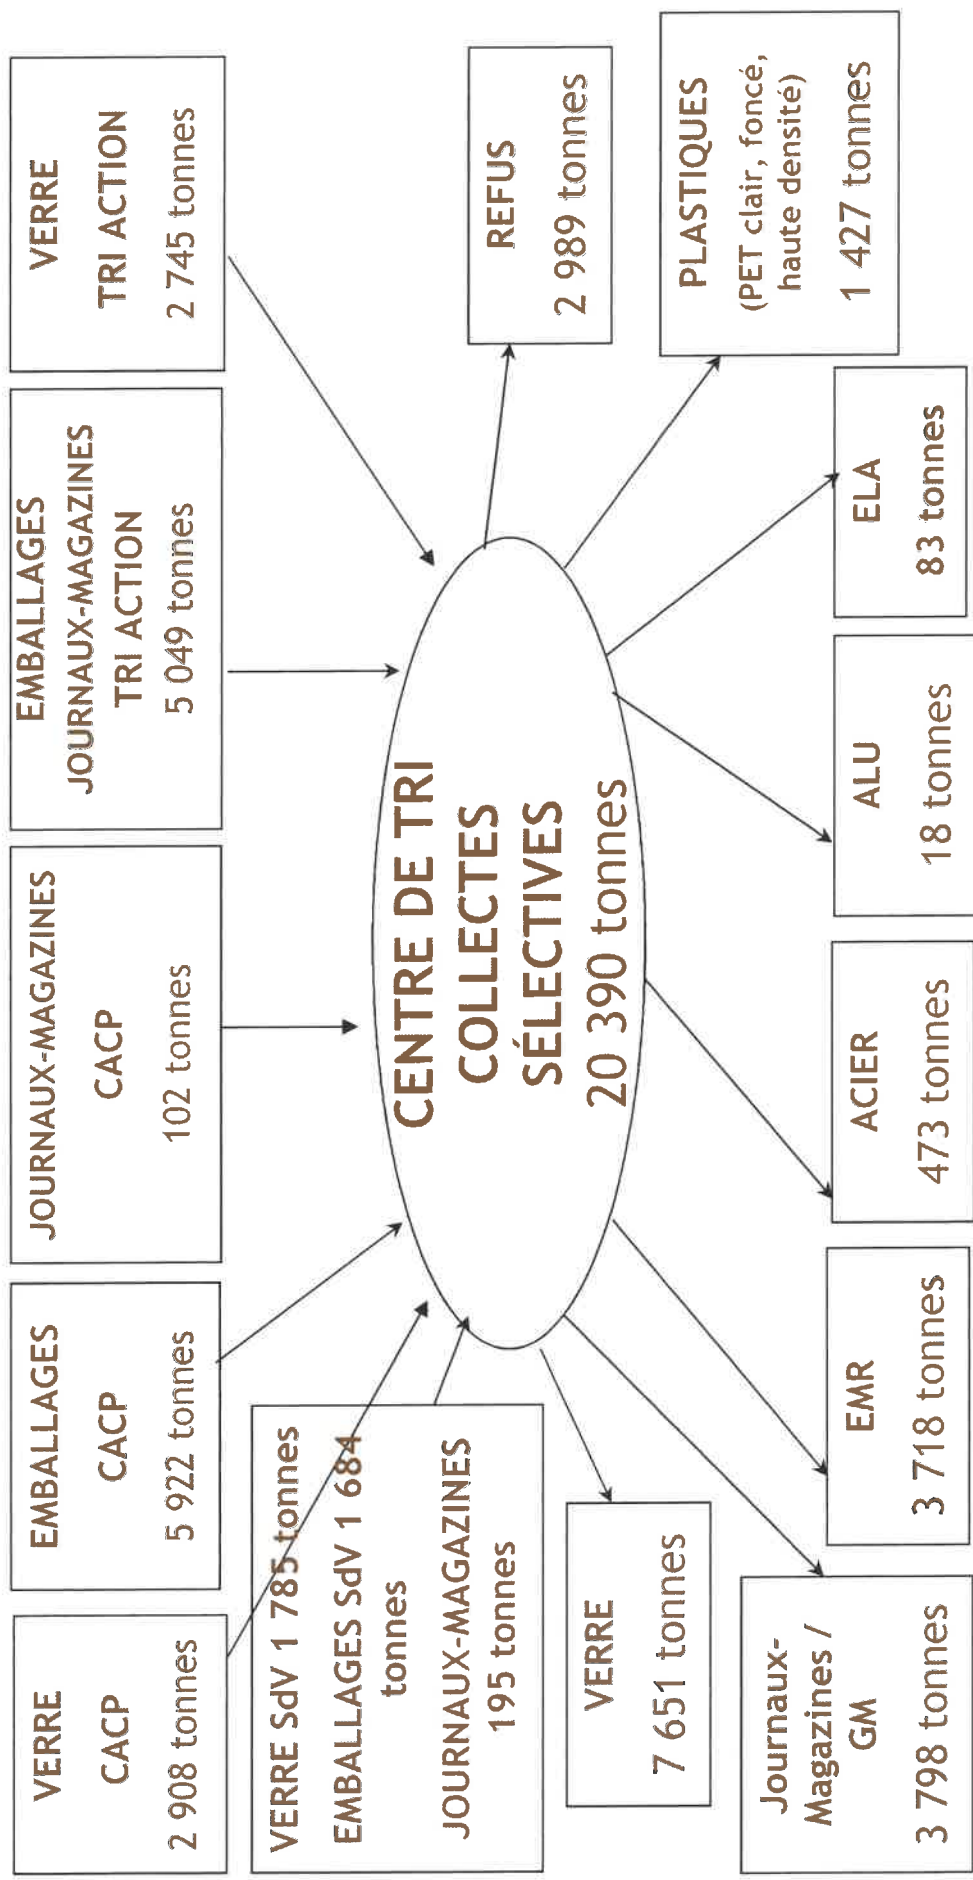 VERRE
CACP
2 908 tonnes
EMBALLAGES
CACP
5 922 tonnes
JOURNAUX-MAGAZINES
CACP
102 tonnes
EMBALLAGES
JOURNAUX-MAGAZINES
TRI ACTION
5 049 tonnes
VERRE
TRI ACTION
2 745 tonnes
VERRE SdV 1 785 tonnes
EMBALLAGES SdV 1 684
tonnes
JOURNAUX-MAGAZINES
195 tonnes
CENTRE DE TRI
COLLECTES
SÉLECTIVES
20 390 tonnes
REFUS
2 989 tonnes
VERRE
7 651 tonnes
PLASTIQUES
(PET clair, foncé,
haute densité)
1 427 tonnes
Journaux-
Magazines /
GM
3 798 tonnes
EMR
3 718 tonnes
ACIER
473 tonnes
ALU
18 tonnes
ELA
83 tonnes